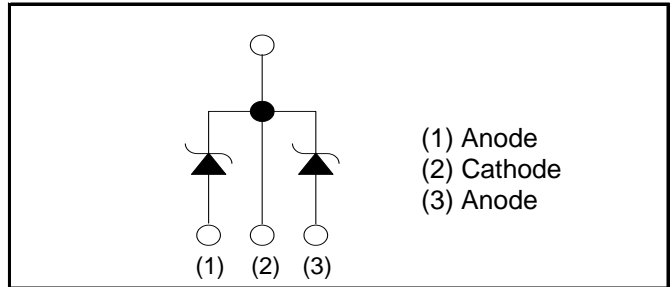 (1) Anode
(2) Cathode
(3) Anode
(1) (2) (3)